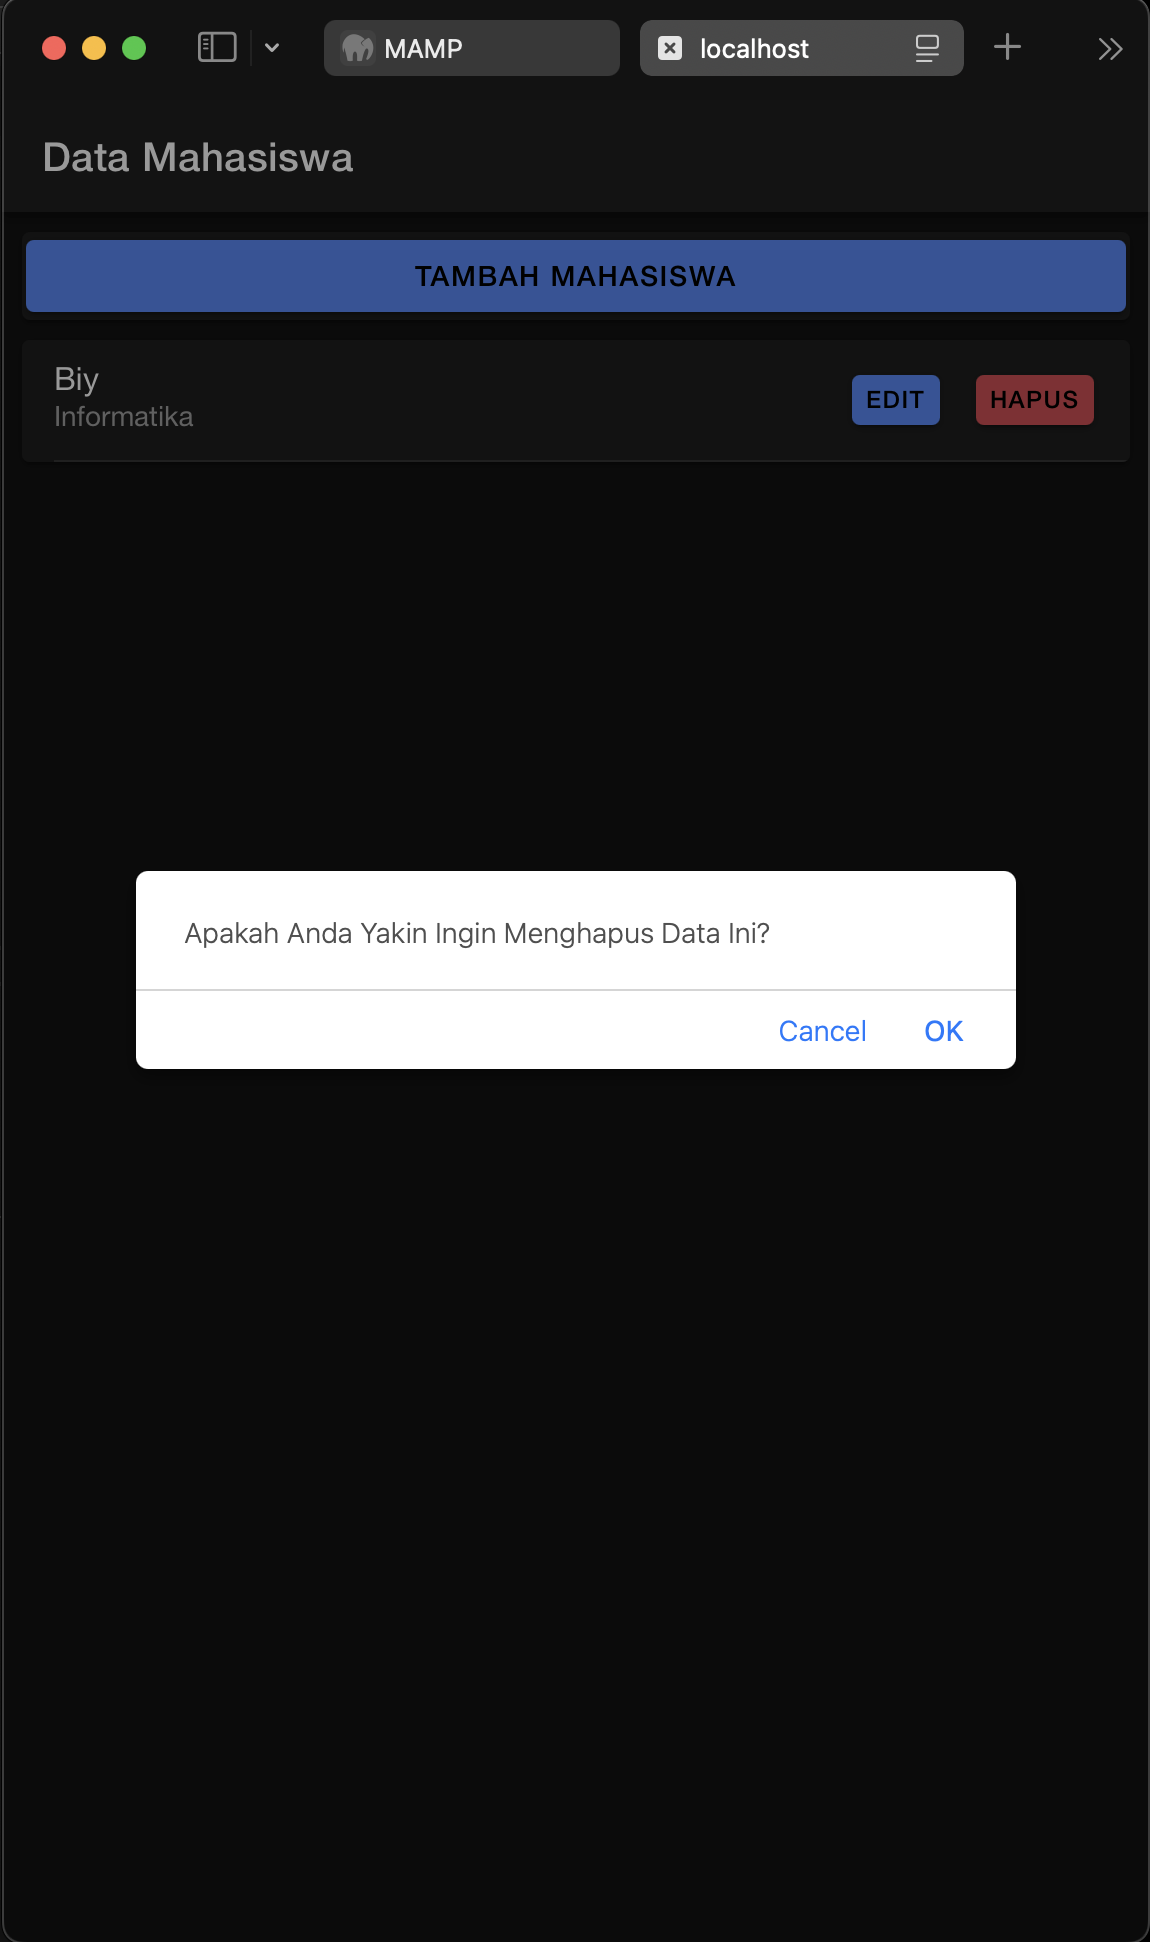 MAMP
localhost
Data Mahasiswa
TAMBAH MAHASISWA
Biy
Informatika
EDIT
HAPUS
Apakah Anda Yakin Ingin Menghapus Data Ini?
Cancel
OK